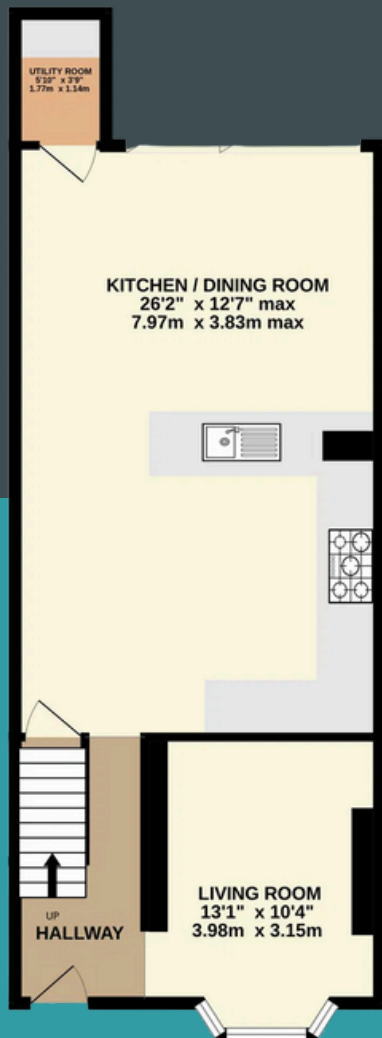 UTILITY ROOM
5'10" x 3'9"
1.77m x 1.14m
KITCHEN / DINING ROOM
26'2" x 12'7" max
7.97m x 3.83m max
LIVING ROOM
13'1" x 10'4"
3.98m x 3.15m
UP
HALLWAY